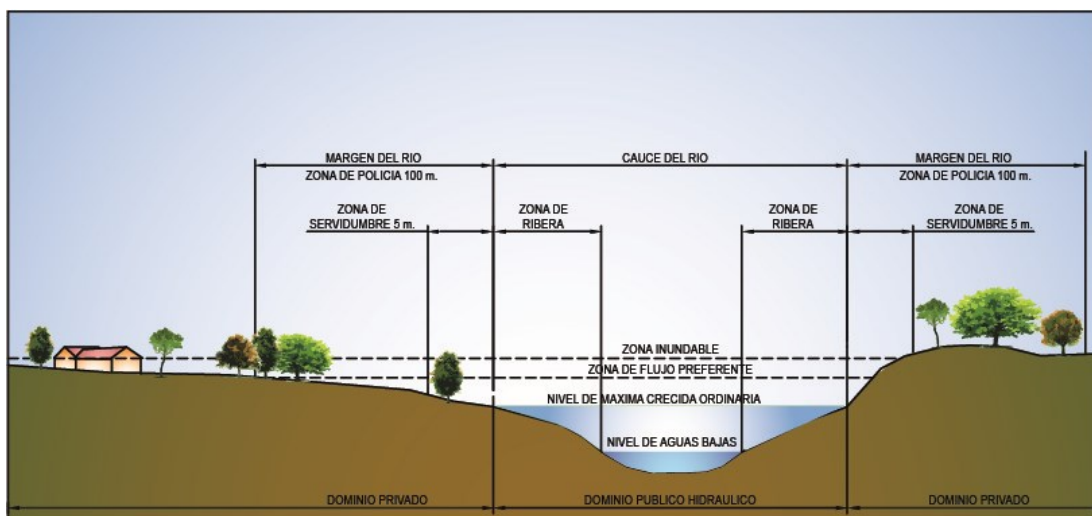 MARGEN DEL RIO
CAUCE DEL RIO
MARGEN DEL RIO
ZONA DE POLICIA 100 m.
ZONA DE POLICIA 100 m.
ZONA DE
SERVIDUMBRE 5 m.
ZONA DE
RIBERA
ZONA DE
RIBERA
ZONA DE
SERVIDUMBRE 5 m.
ZONA INUNDABLE
ZONA DE FLUJO PREFERENTE
NIVEL DE MAXIMA CRECIDA ORDINARIA
NIVEL DE AGUAS BAJAS
DOMINIO PRIVADO
DOMINIO PUBLICO HIDRAULICO
DOMINIO PRIVADO